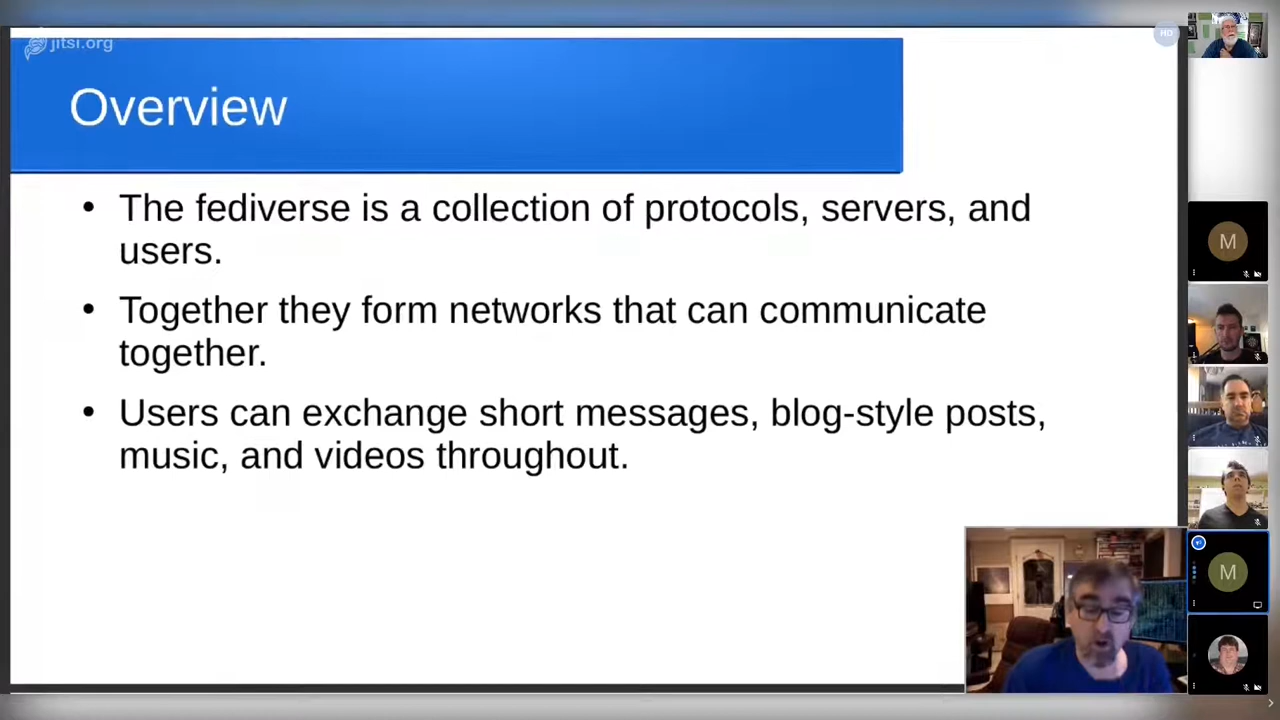 jitsi.org
MD
Overview
• The fediverse is a collection of protocols, servers, and
users.
• Together they form networks that can communicate
together.
• Users can exchange short messages, blog-style posts,
music, and videos throughout.
M
M